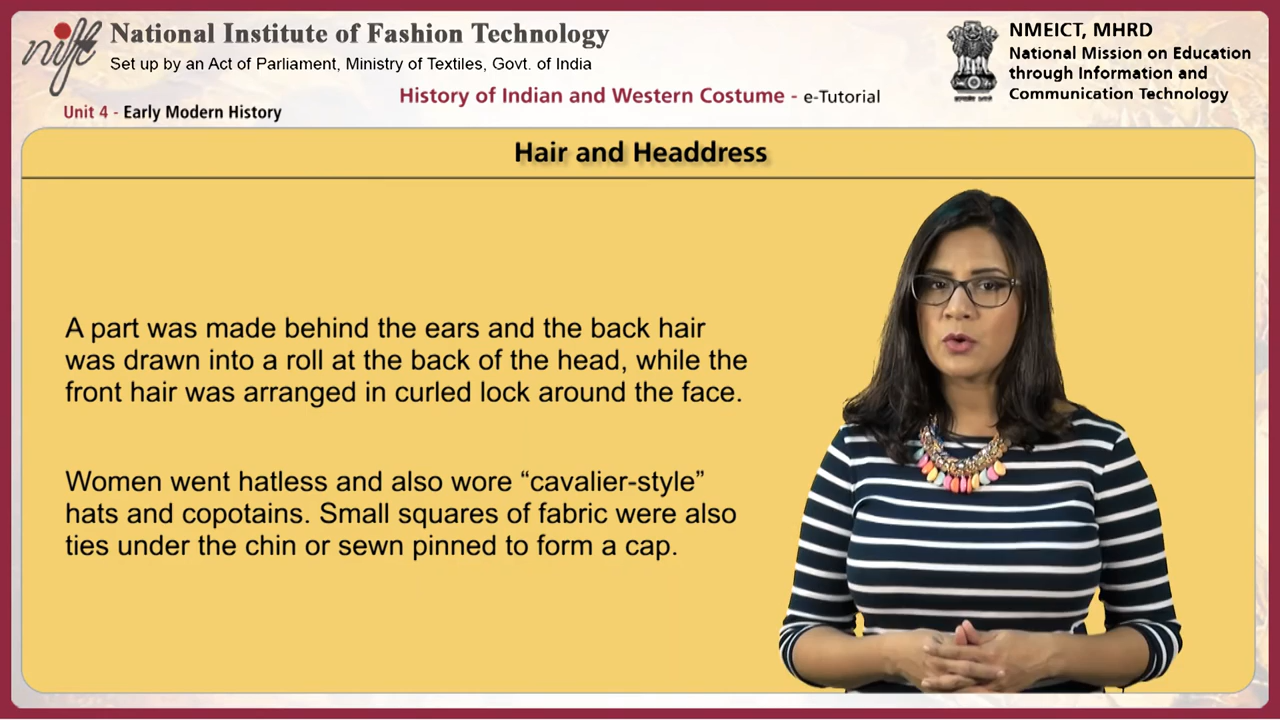 nift
National Institute of Fashion Technology
Set up by an Act of Parliament, Ministry of Textiles, Govt. of India
NMEICT, MHRD
National Mission on Education
through Information and
Communication Technology
History of Indian and Western Costume - e-Tutorial
Unit 4 - Early Modern History
Hair and Headdress
A part was made behind the ears and the back hair
was drawn into a roll at the back of the head, while the
front hair was arranged in curled lock around the face.
Women went hatless and also wore “cavalier-style”
hats and copotains. Small squares of fabric were also
ties under the chin or sewn pinned to form a cap.